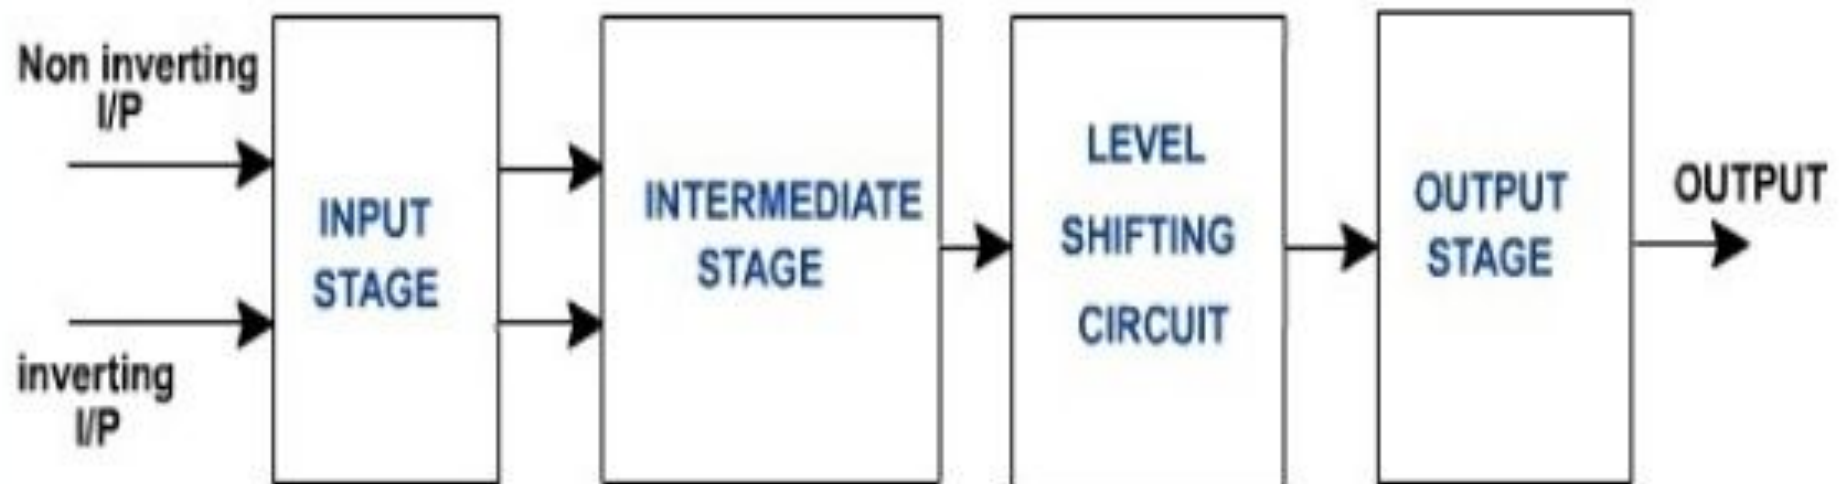 Non inverting
I/P
inverting
I/P
INPUT
STAGE
INTERMEDIATE
STAGE
LEVEL
SHIFTING
CIRCUIT
OUTPUT
STAGE
OUTPUT